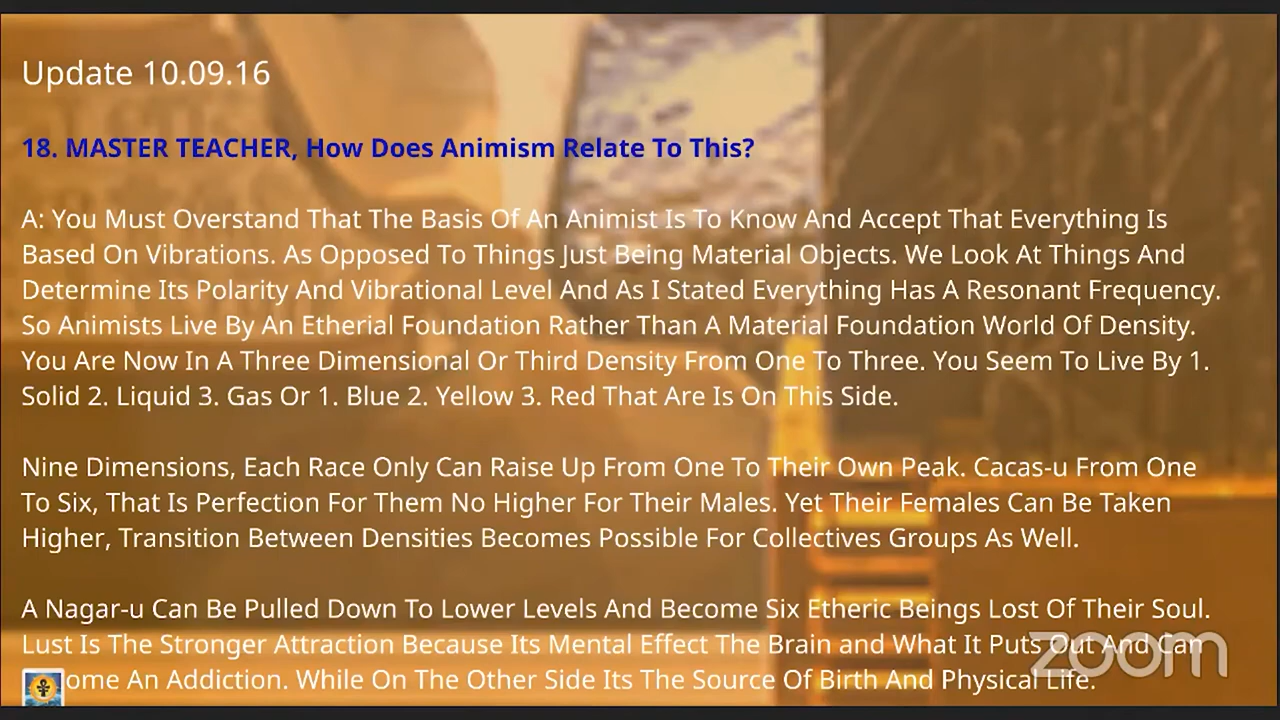 Update 10.09.16
18. MASTER TEACHER, How Does Animism Relate To This?
A: You Must Overstand That The Basis Of An Animist Is To Know And Accept That Everything Is
Based On Vibrations. As Opposed To Things Just Being Material Objects. We Look At Things And
Determine Its Polarity And Vibrational Level And As I Stated Everything Has A Resonant Frequency.
So Animists Live By An Etherial Foundation Rather Than A Material Foundation World Of Density.
You Are Now In A Three Dimensional Or Third Density From One To Three. You Seem To Live By 1.
Solid 2. Liquid 3. Gas Or 1. Blue 2. Yellow 3. Red That Are Is On This Side.
Nine Dimensions, Each Race Only Can Raise Up From One To Their Own Peak. Cacas-u From One
To Six, That Is Perfection For Them No Higher For Their Males. Yet Their Females Can Be Taken
Higher, Transition Between Densities Becomes Possible For Collectives Groups As Well.
A Nagar-u Can Be Pulled Down To Lower Levels And Become Six Etheric Beings Lost Of Their Soul.
Lust Is The Stronger Attraction Because Its Mental Effect The Brain and What It Puts Out And Can
ome An Addiction. While On The Other Side Its The Source Of Birth And Physical Life.
zoom